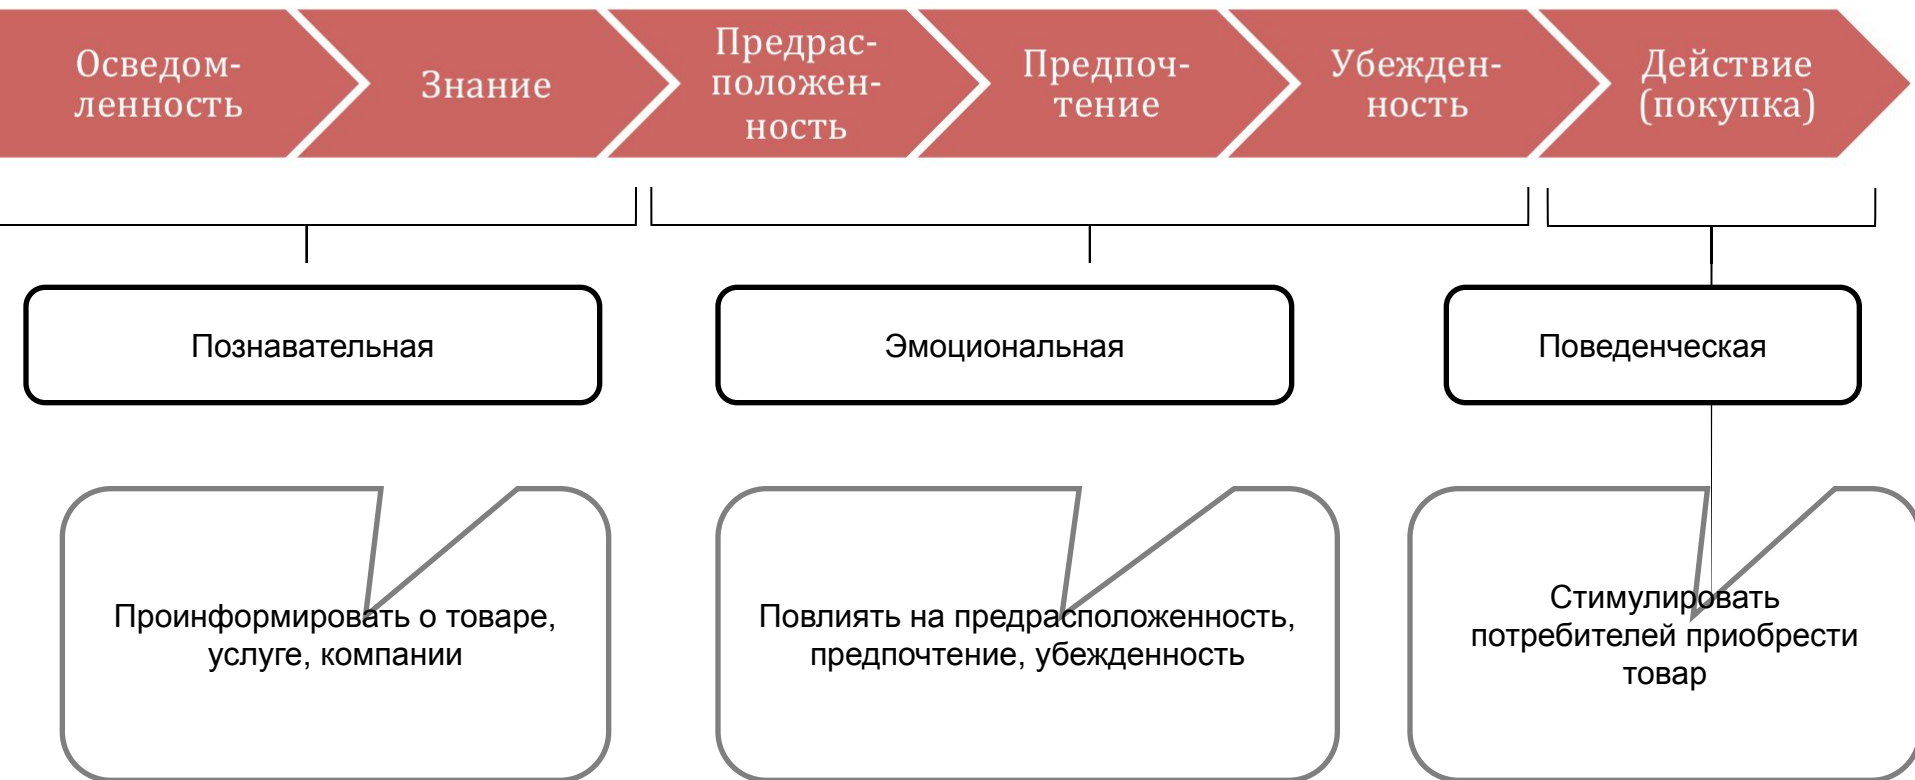 Осведом-
ленность
Знание
Предрас-
положен-
ность
Предпоч-
тение
Убежден-
ность
Действие
(покупка)
Познавательная
Эмоциональная
Поведенческая
Проинформировать о товаре,
услуге, компании
Повлиять на предрасположенность,
предпочтение, убежденность
Стимулировать
потребителей приобрести
товар